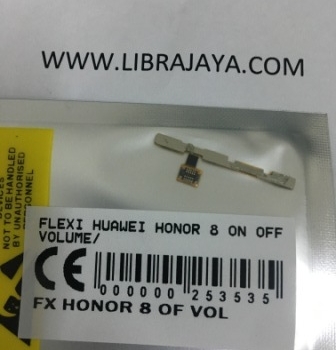 WWW.LIBRAJAYA.COM
DEVICES
NOT TO BE HANDLED
BY UNAUTHORISED
PERSONNEL
FLEXI HUAWEI HONOR 8 ON OFF
VOLUME/
CE
000000 253535
FX HONOR 8 OF VOL